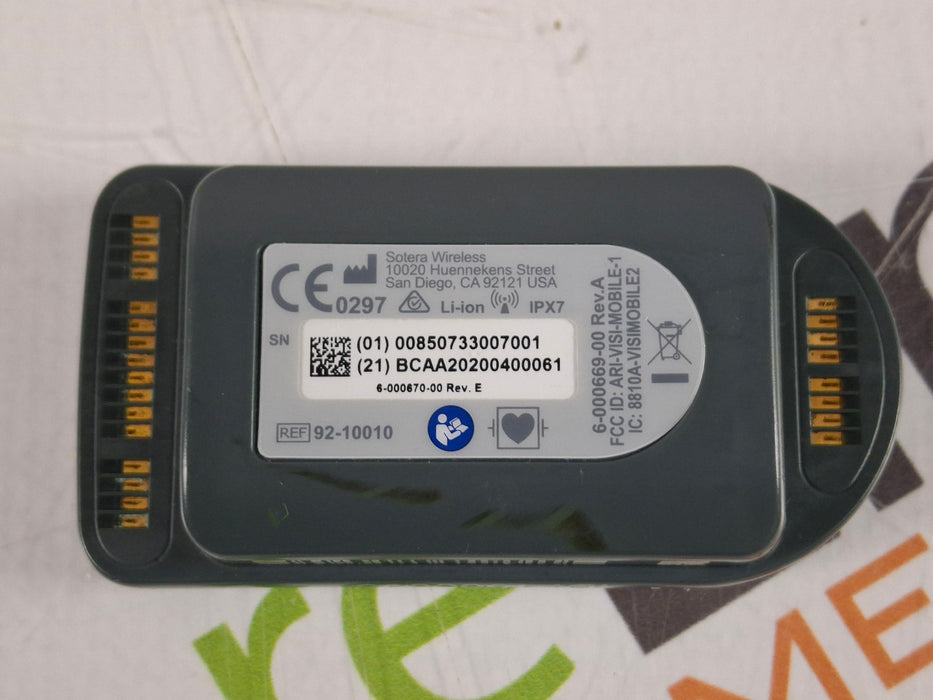 Sotera Wireless
10020 Huennekens Street
San Diego, CA 92121 USA
CE 0297 Li-ion IPX7
SN
(01) 00850733007001
(21) BCAA20200400061
6-000670-00 Rev. E
REF 92-10010
6-000669-00 Rev.A
FCC ID: ARI-VISI-MOBILE-1
IC: 8810A-VISIMOBILE2
re
ME